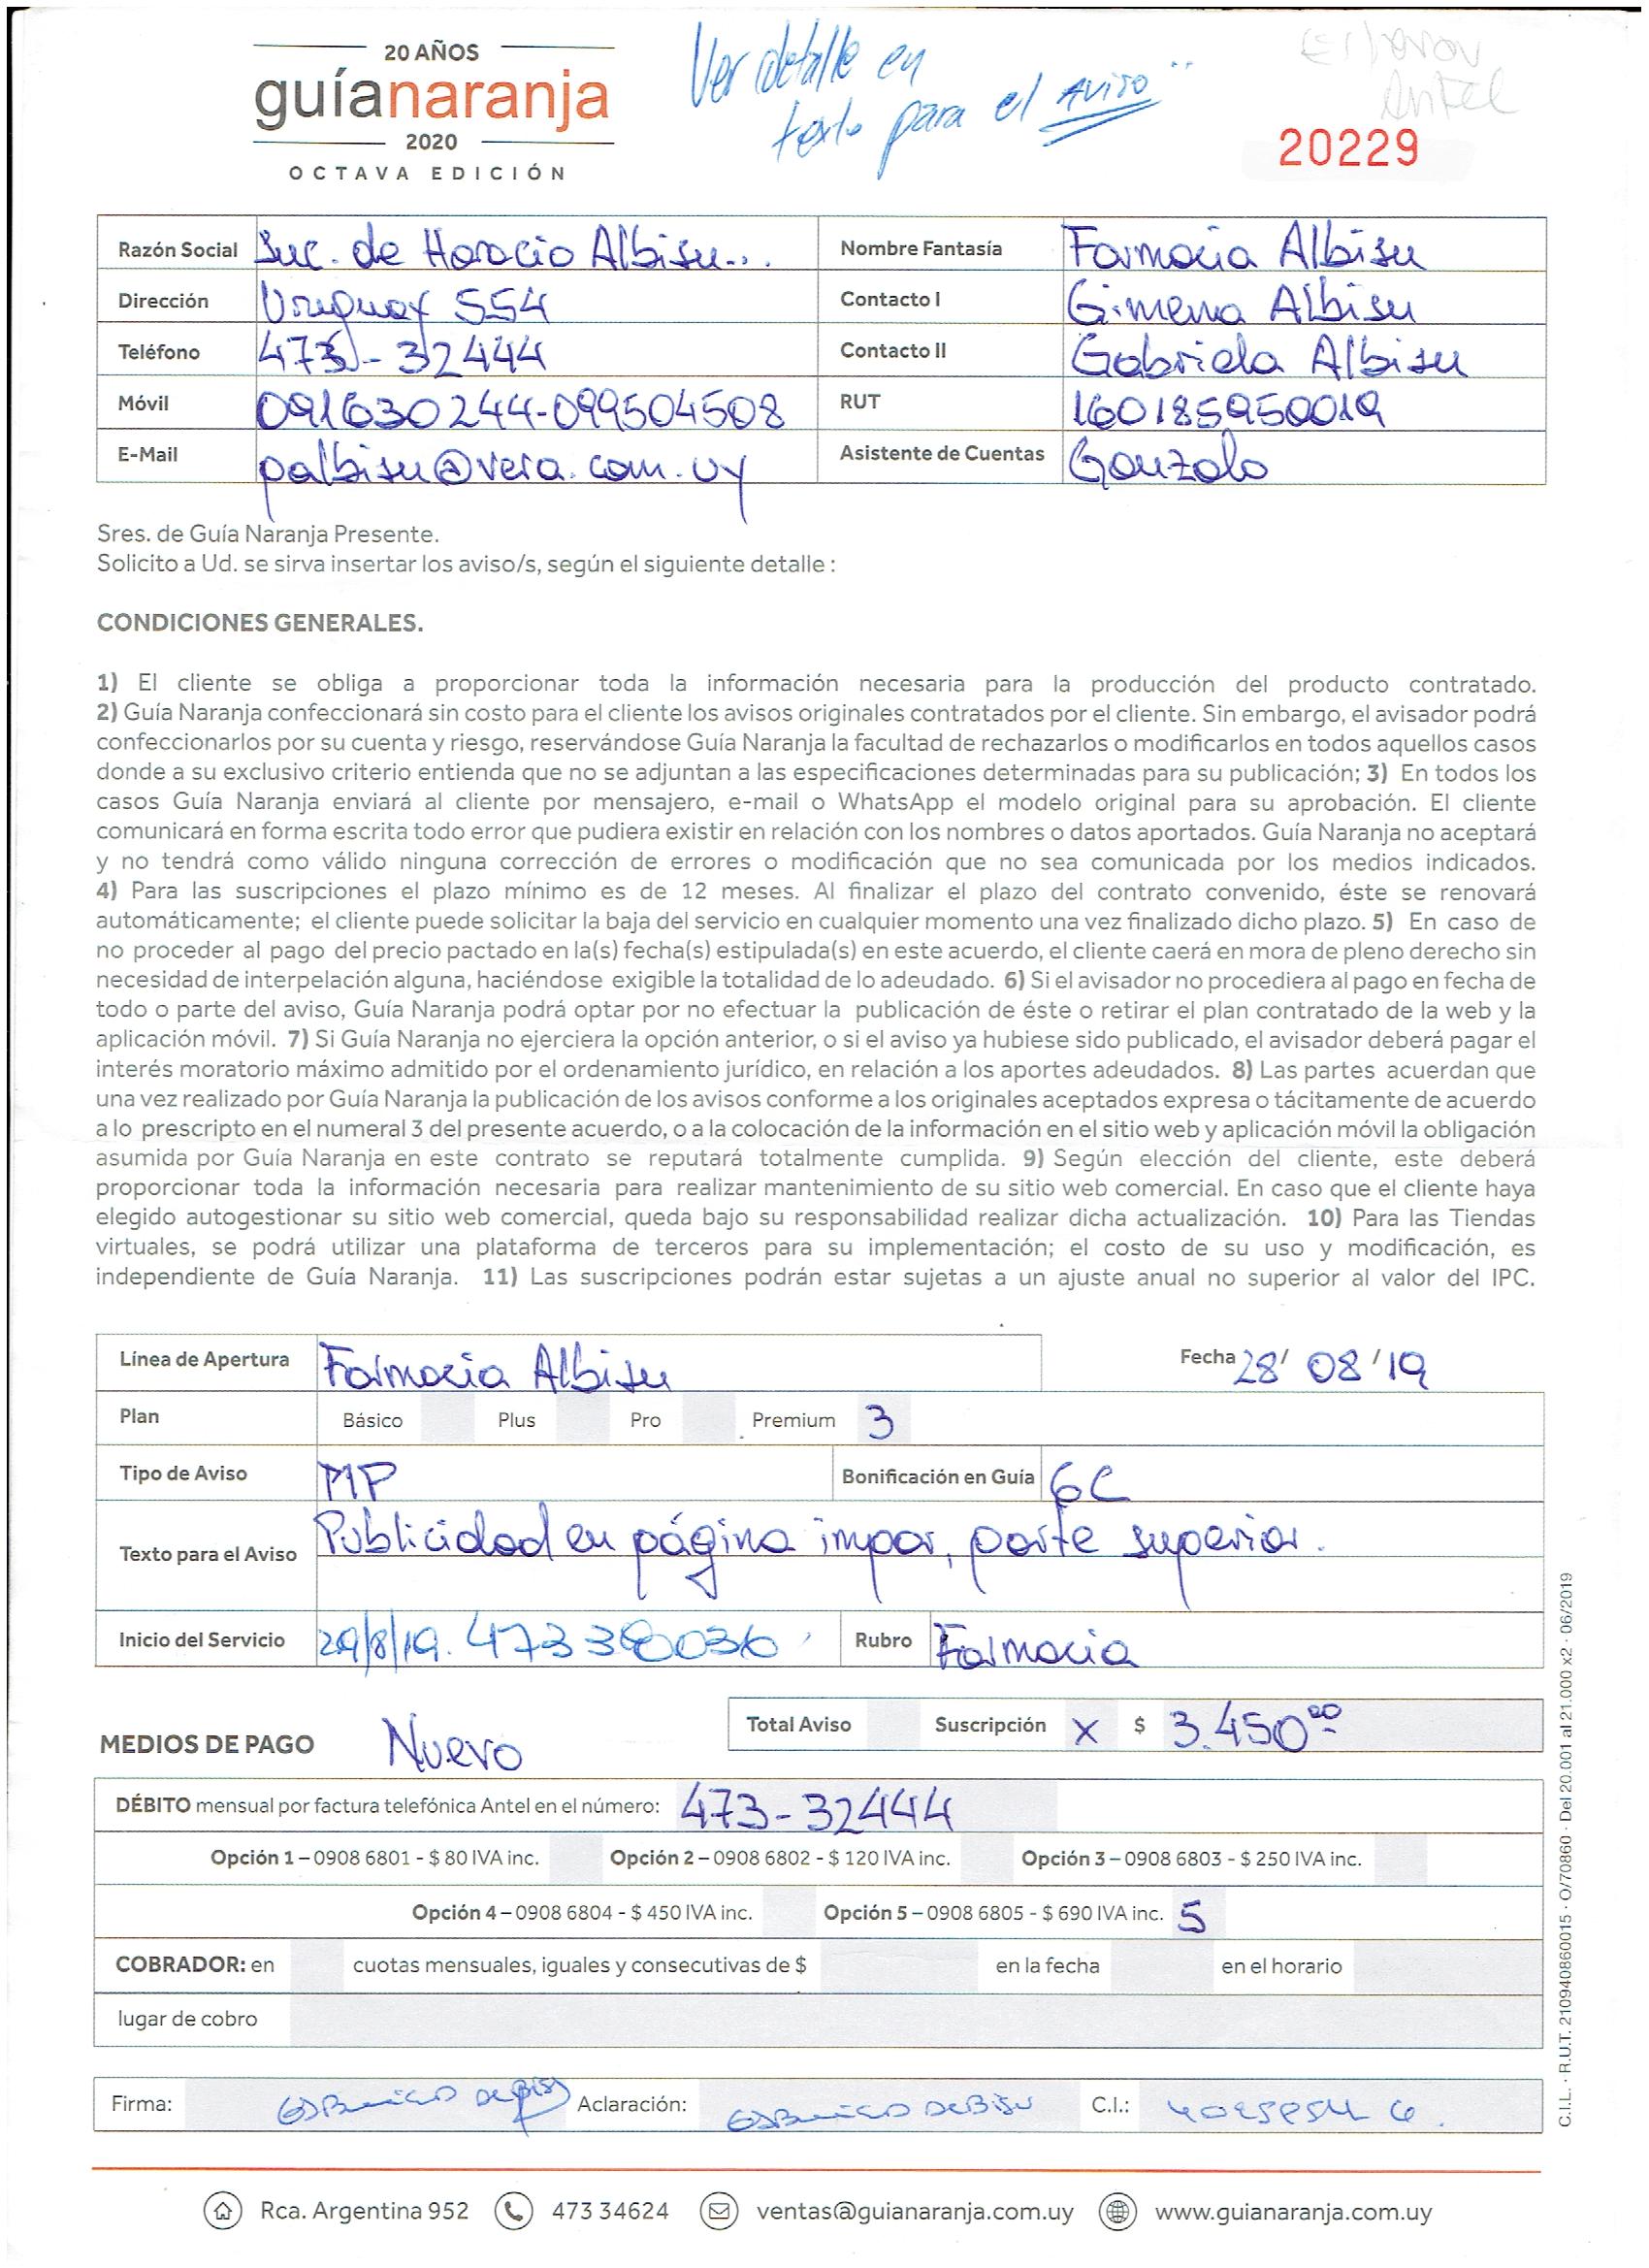 20 AÑOS
guíanaranja
2020
OCTAVA EDICIÓN
Ver detalle en
texto para el AVISO
Antel
20229
Razón Social Suc. de Horacio Albisu... Nombre Fantasía Farmacia Albisu
Dirección Uruguay 554 Contacto I Gimena Albisu
Teléfono 473-32444 Contacto II Gabriela Albisu
Móvil 091630244-099504508 RUT 160185950019
E-Mail palbisu@vera.com.uy Asistente de Cuentas Gonzalo
Sres. de Guía Naranja Presente.
Solicito a Ud. se sirva insertar los aviso/s, según el siguiente detalle :
CONDICIONES GENERALES.
1) El cliente se obliga a proporcionar toda la información necesaria para la producción del producto contratado.
2) Guía Naranja confeccionará sin costo para el cliente los avisos originales contratados por el cliente. Sin embargo, el avisador podrá
confeccionarlos por su cuenta y riesgo, reservándose Guía Naranja la facultad de rechazarlos o modificarlos en todos aquellos casos
donde a su exclusivo criterio entienda que no se adjuntan a las especificaciones determinadas para su publicación; 3) En todos los
casos Guía Naranja enviará al cliente por mensajero, e-mail o WhatsApp el modelo original para su aprobación. El cliente
comunicará en forma escrita todo error que pudiera existir en relación con los nombres o datos aportados. Guía Naranja no aceptará
y no tendrá como válido ninguna corrección de errores o modificación que no sea comunicada por los medios indicados.
4) Para las suscripciones el plazo mínimo es de 12 meses. Al finalizar el plazo del contrato convenido, éste se renovará
automáticamente; el cliente puede solicitar la baja del servicio en cualquier momento una vez finalizado dicho plazo. 5) En caso de
no proceder al pago del precio pactado en la(s) fecha(s) estipulada(s) en este acuerdo, el cliente caerá en mora de pleno derecho sin
necesidad de interpelación alguna, haciéndose exigible la totalidad de lo adeudado. 6) Si el avisador no procediera al pago en fecha de
todo o parte del aviso, Guía Naranja podrá optar por no efectuar la publicación de éste o retirar el plan contratado de la web y la
aplicación móvil. 7) Si Guía Naranja no ejerciera la opción anterior, o si el aviso ya hubiese sido publicado, el avisador deberá pagar el
interés moratorio máximo admitido por el ordenamiento jurídico, en relación a los aportes adeudados. 8) Las partes acuerdan que
una vez realizado por Guía Naranja la publicación de los avisos conforme a los originales aceptados expresa o tácitamente de acuerdo
a lo prescripto en el numeral 3 del presente acuerdo, o a la colocación de la información en el sitio web y aplicación móvil la obligación
asumida por Guía Naranja en este contrato se reputará totalmente cumplida. 9) Según elección del cliente, este deberá
proporcionar toda la información necesaria para realizar mantenimiento de su sitio web comercial. En caso que el cliente haya
elegido autogestionar su sitio web comercial, queda bajo su responsabilidad realizar dicha actualización. 10) Para las Tiendas
virtuales, se podrá utilizar una plataforma de terceros para su implementación; el costo de su uso y modificación, es
independiente de Guía Naranja. 11) Las suscripciones podrán estar sujetas a un ajuste anual no superior al valor del IPC.
Línea de Apertura Farmacia Albisu Fecha 28/ 08 /19
Plan Básico Plus Pro Premium 3
Tipo de Aviso MP Bonificación en Guía 6C
Texto para el Aviso Publicidad en página impar, parte superior.
Inicio del Servicio 29/8/19. Rubro Farmacia
MEDIOS DE PAGO Nuevo Total Aviso Suscripción X $ 3.450⁰⁰
DÉBITO mensual por factura telefónica Antel en el número: 473-32444
Opción 1 – 0908 6801 - $ 80 IVA inc. Opción 2 – 0908 6802 - $ 120 IVA inc. Opción 3 – 0908 6803 - $ 250 IVA inc.
Opción 4 – 0908 6804 - $ 450 IVA inc. Opción 5 – 0908 6805 - $ 690 IVA inc. 5
COBRADOR: en cuotas mensuales, iguales y consecutivas de $ en la fecha en el horario
lugar de cobro
Firma: Aclaración: C.I.:
C.I.L. · R.U.T. 210940860015 · O/70860 · Del 20.001 al 21.000 x2 · 06/2019
Rca. Argentina 952 473 34624 ventas@guianaranja.com.uy www.guianaranja.com.uy